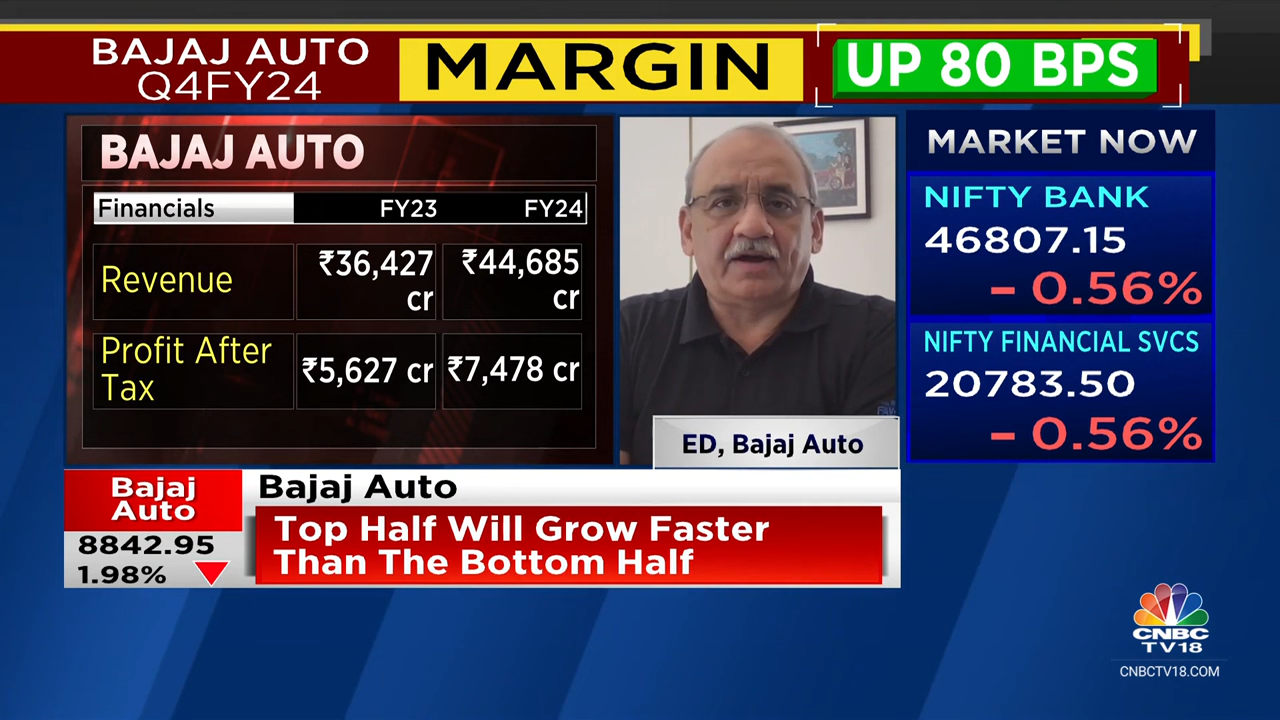 BAJAJ AUTO
Q4FY24
MARGIN
UP 80 BPS
BAJAJ AUTO
Financials FY23 FY24
Revenue ₹36,427 cr ₹44,685 cr
Profit After Tax ₹5,627 cr ₹7,478 cr
ED, Bajaj Auto
MARKET NOW
NIFTY BANK
46807.15
– 0.56%
NIFTY FINANCIAL SVCS
20783.50
– 0.56%
Bajaj
Auto
8842.95
1.98%
Bajaj Auto
Top Half Will Grow Faster
Than The Bottom Half
CNBC
TV18
CNBCTV18.COM